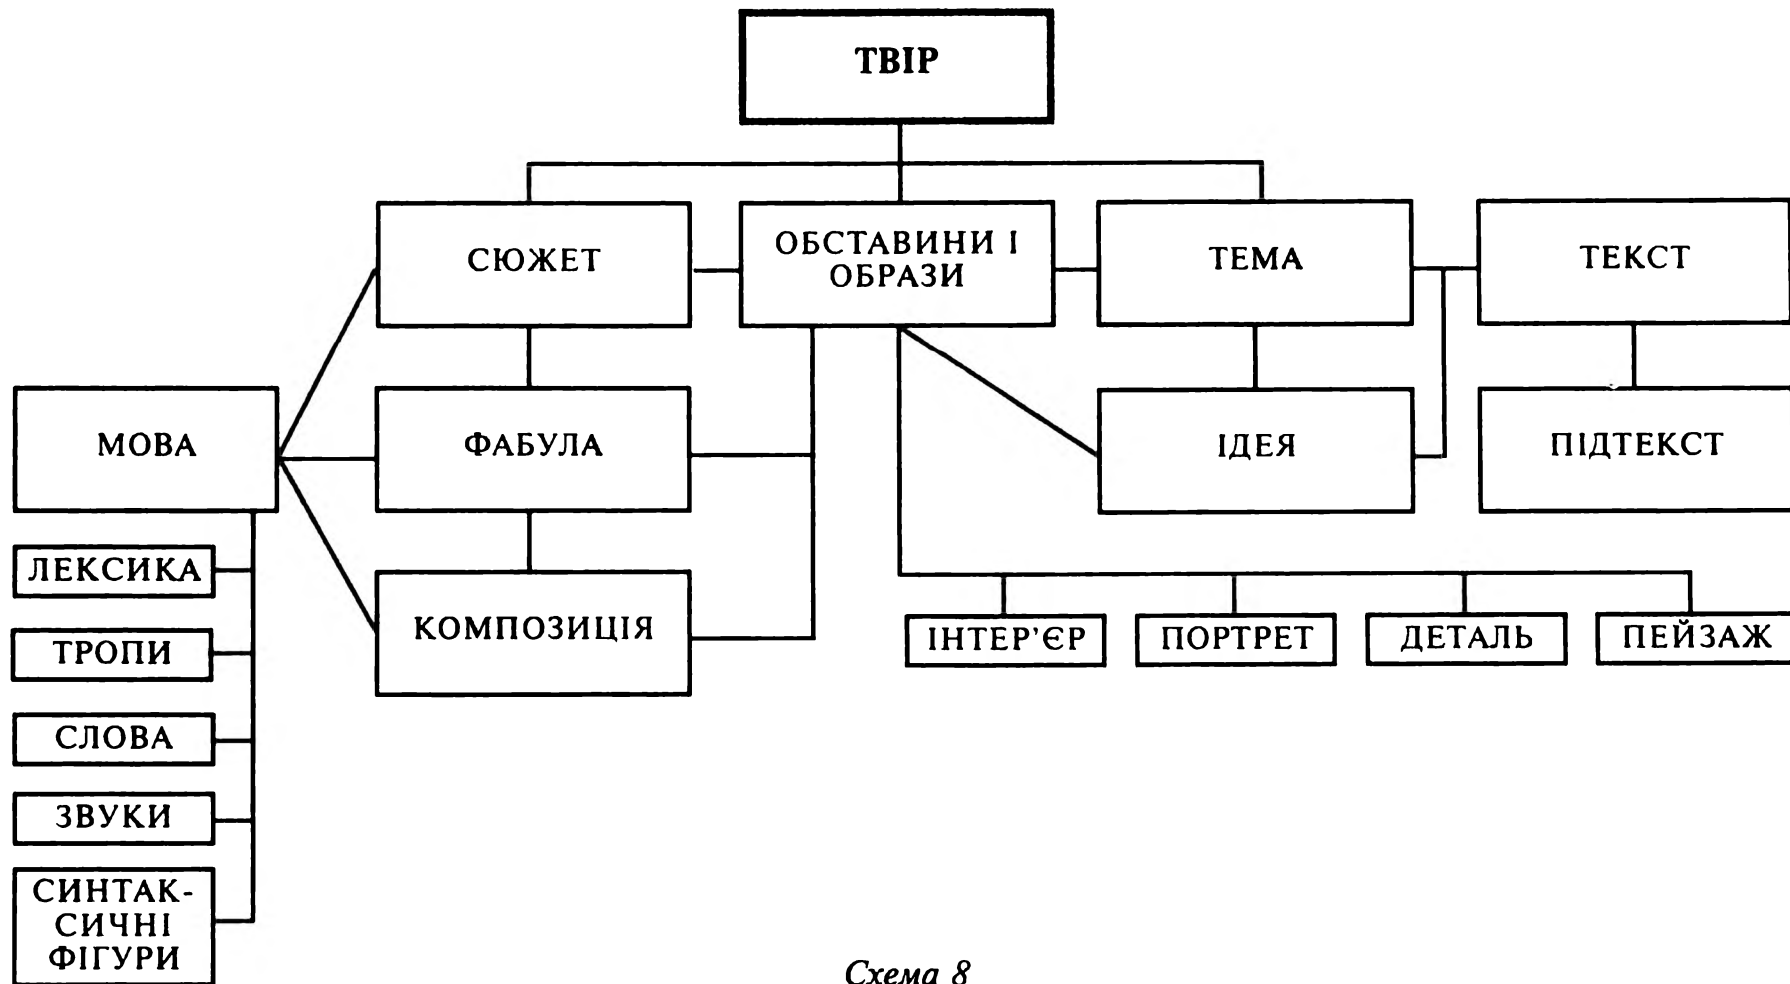 ТВІР
СЮЖЕТ
ОБСТАВИНИ І
ОБРАЗИ
ТЕМА
ТЕКСТ
МОВА
ФАБУЛА
ІДЕЯ
ПІДТЕКСТ
ЛЕКСИКА
ТРОПИ
СЛОВА
ЗВУКИ
СИНТАК-
СИЧНІ
ФІГУРИ
КОМПОЗИЦІЯ
ІНТЕР'ЄР
ПОРТРЕТ
ДЕТАЛЬ
ПЕЙЗАЖ
Схема 8